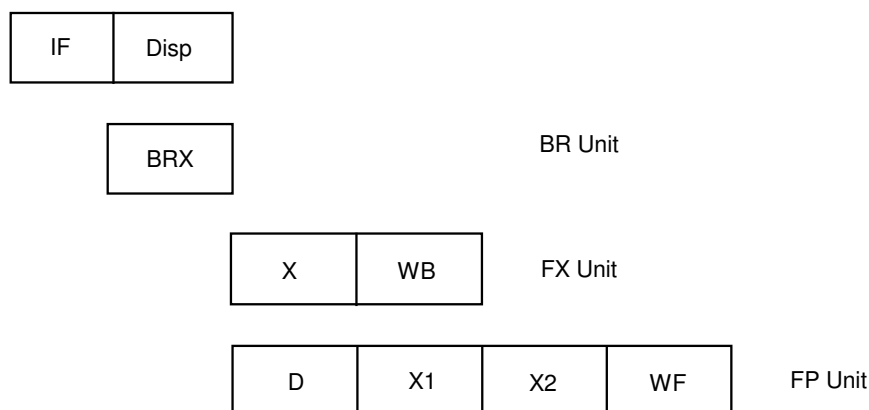 IF Disp
BRX BR Unit
X WB FX Unit
D X1 X2 WF FP Unit